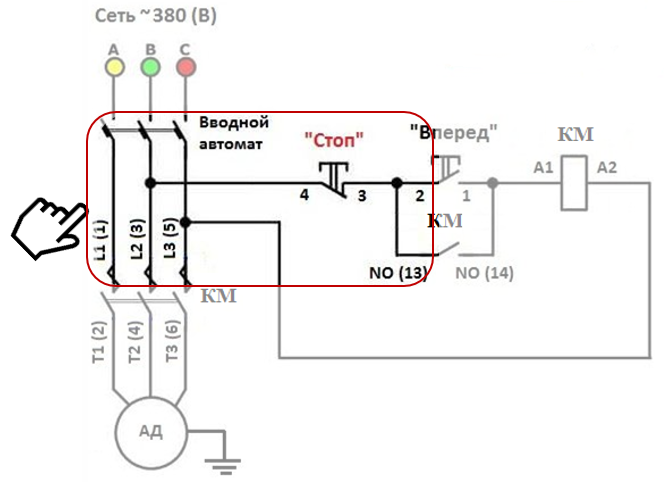 Сеть ~380 (В)
A B C
Вводной
автомат
"Стоп"
"Вперед"
КМ
4 3 2 1
A1 A2
КМ
L1 (1) L2 (3) L3 (5)
NO (13) NO (14)
КМ
T1 (2) T2 (4) T3 (6)
АД